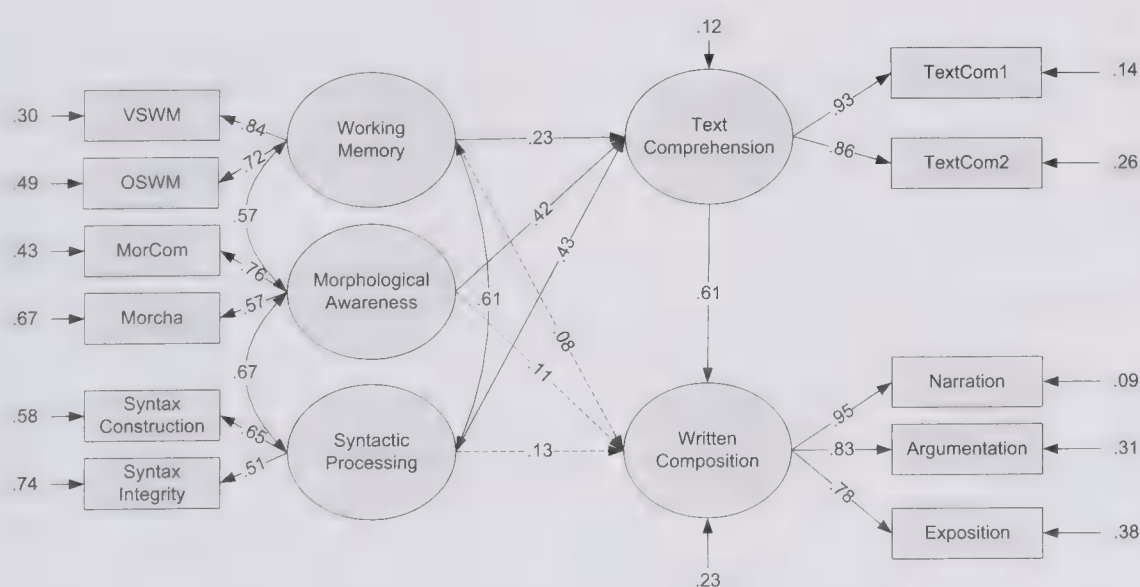 .12
.30
VSWM
.84
Working
Memory
.23
Text
Comprehension
.93
TextCom1
.14
.49
OSWM
.72
.86
TextCom2
.26
.57
.42
.43
MorCom
.76
Morphological
Awareness
.43
.61
.61
.67
Morcha
.57
.08
.11
.67
.58
Syntax
Construction
.65
Syntactic
Processing
.13
Written
Composition
.95
Narration
.09
.83
Argumentation
.31
.74
Syntax
Integrity
.51
.78
Exposition
.38
.23